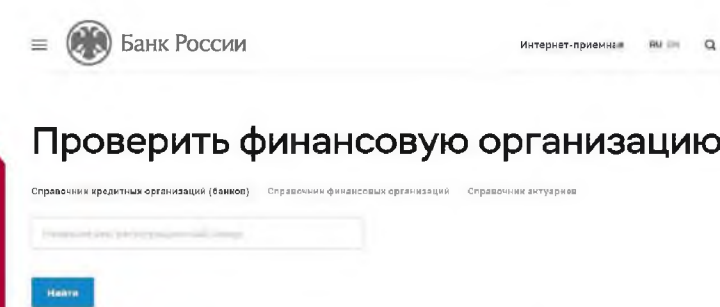 Банк России
Интернет-приемная RU EN
Проверить финансовую организацию
Справочник кредитных организаций (банков) Справочник финансовых организаций Справочник актуариев
Найти